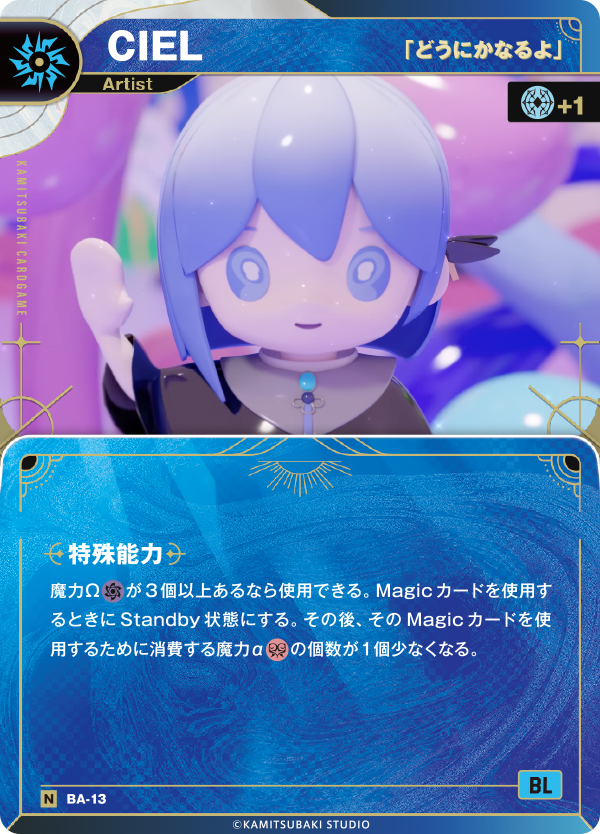 CIEL
「どうにかなるよ」
Artist
+1
KAMITSUBAKI CARDGAME
特殊能力
魔力Ωが3個以上あるなら使用できる。Magicカードを使用す
るときにStandby状態にする。その後、そのMagicカードを使
用するために消費する魔力αの個数が1個少なくなる。
N BA-13
BL
©KAMITSUBAKI STUDIO